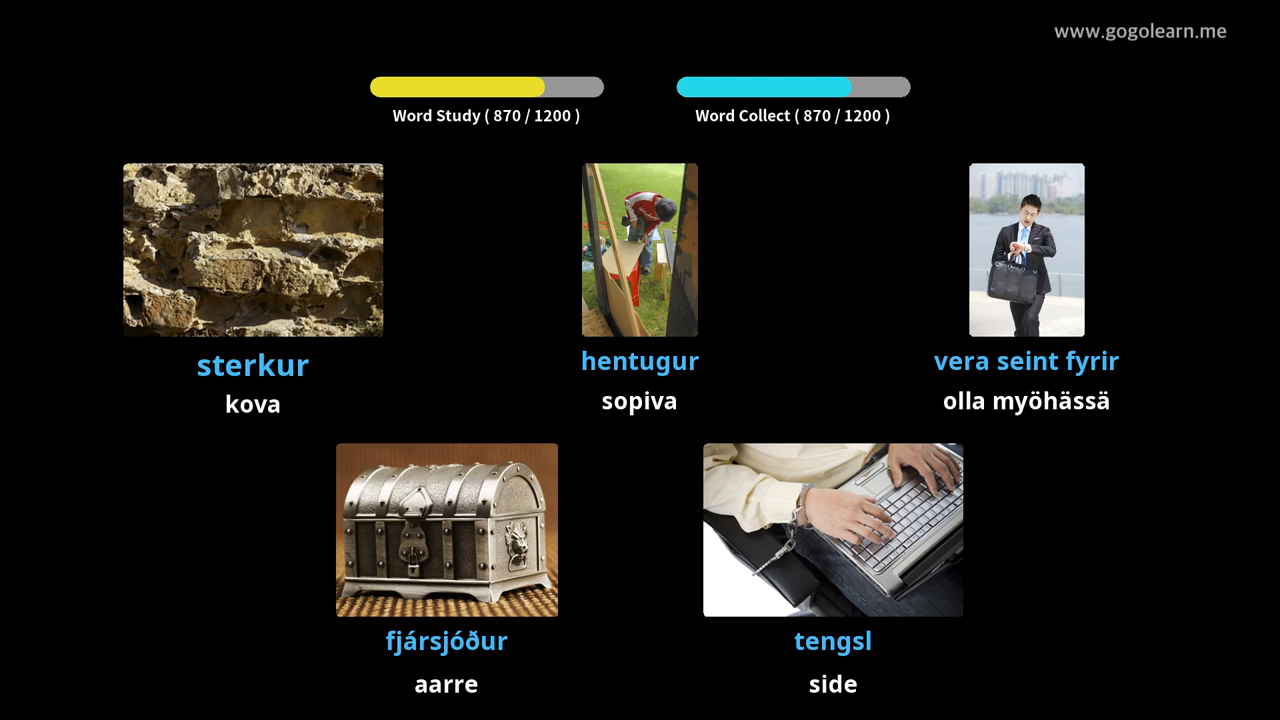 www.gogolearn.me
Word Study ( 870 / 1200 )
Word Collect ( 870 / 1200 )
sterkur
kova
hentugur
sopiva
vera seint fyrir
olla myöhässä
fjársjóður
aarre
tengsl
side